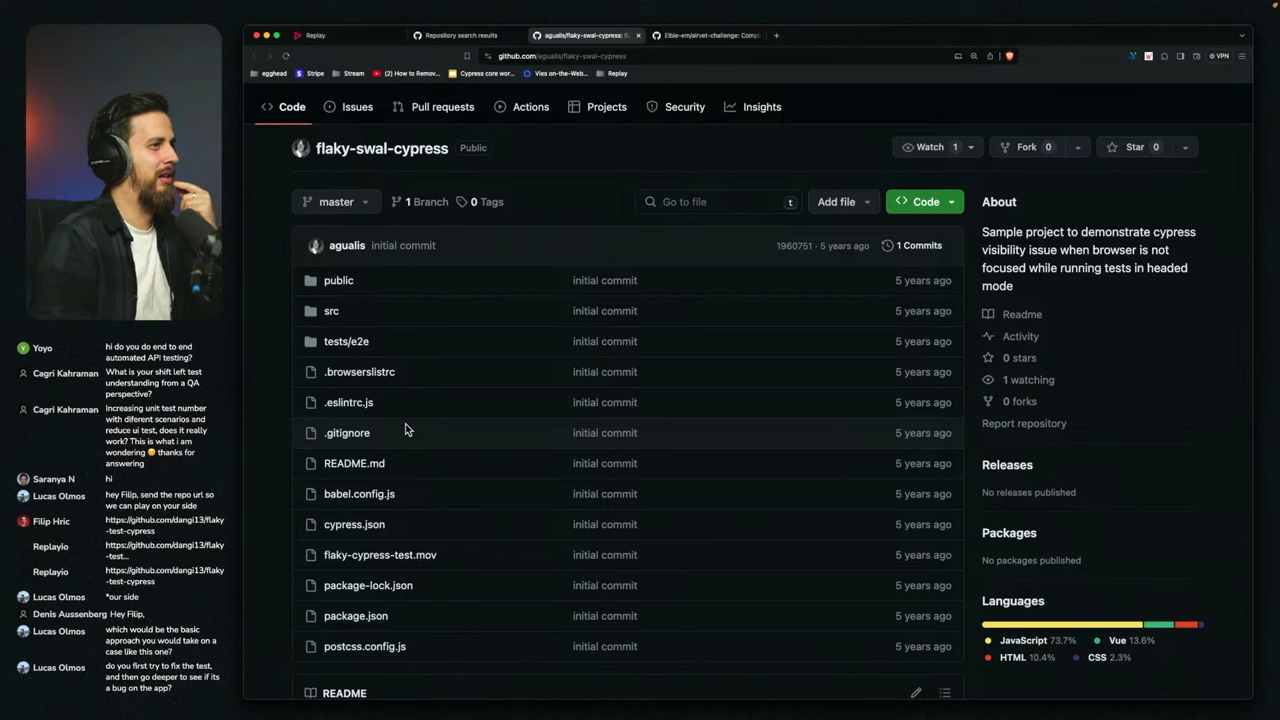 Replay
Repository search results
agualis/flaky-swal-cypress: S
Elbie-em/airvet-challenge: Comp
github.com/agualis/flaky-swal-cypress
VPN
egghead
Stripe
Stream
(2) How to Remov...
Cypress core wor...
Vies on-the-Web...
Replay
Code
Issues
Pull requests
Actions
Projects
Security
Insights
flaky-swal-cypress
Public
Watch 1
Fork 0
Star 0
master
1 Branch
0 Tags
Go to file
t
Add file
Code
agualis initial commit
1960751 · 5 years ago
1 Commits
public initial commit 5 years ago
src initial commit 5 years ago
tests/e2e initial commit 5 years ago
.browserslistrc initial commit 5 years ago
.eslintrc.js initial commit 5 years ago
.gitignore initial commit 5 years ago
README.md initial commit 5 years ago
babel.config.js initial commit 5 years ago
cypress.json initial commit 5 years ago
flaky-cypress-test.mov initial commit 5 years ago
package-lock.json initial commit 5 years ago
package.json initial commit 5 years ago
postcss.config.js initial commit 5 years ago
README
About
Sample project to demonstrate cypress
visibility issue when browser is not
focused while running tests in headed
mode
Readme
Activity
0 stars
1 watching
0 forks
Report repository
Releases
No releases published
Packages
No packages published
Languages
JavaScript 73.7%
Vue 13.6%
HTML 10.4%
CSS 2.3%
Y
Yoyo hi do you do end to end
automated API testing?
Cagri Kahraman What is your shift left test
understanding from a QA
perspective?
Cagri Kahraman Increasing unit test number
with diferent scenarios and
reduce ui test, does it really
work? This is what i am
wondering 🙂 thanks for
answering
Saranya N hi
Lucas Olmos hey Filip, send the repo url so
we can play on your side
Filip Hric https://github.com/dangi13/flaky
-test-cypress
Replayio https://github.com/dangi13/flaky
-test...
Replayio https://github.com/dangi13/flaky
-test-cypress
Lucas Olmos *our side
Denis Aussenberg Hey Filip,
Lucas Olmos which would be the basic
approach you would take on a
case like this one?
Lucas Olmos do you first try to fix the test,
and then go deeper to see if its
a bug on the app?